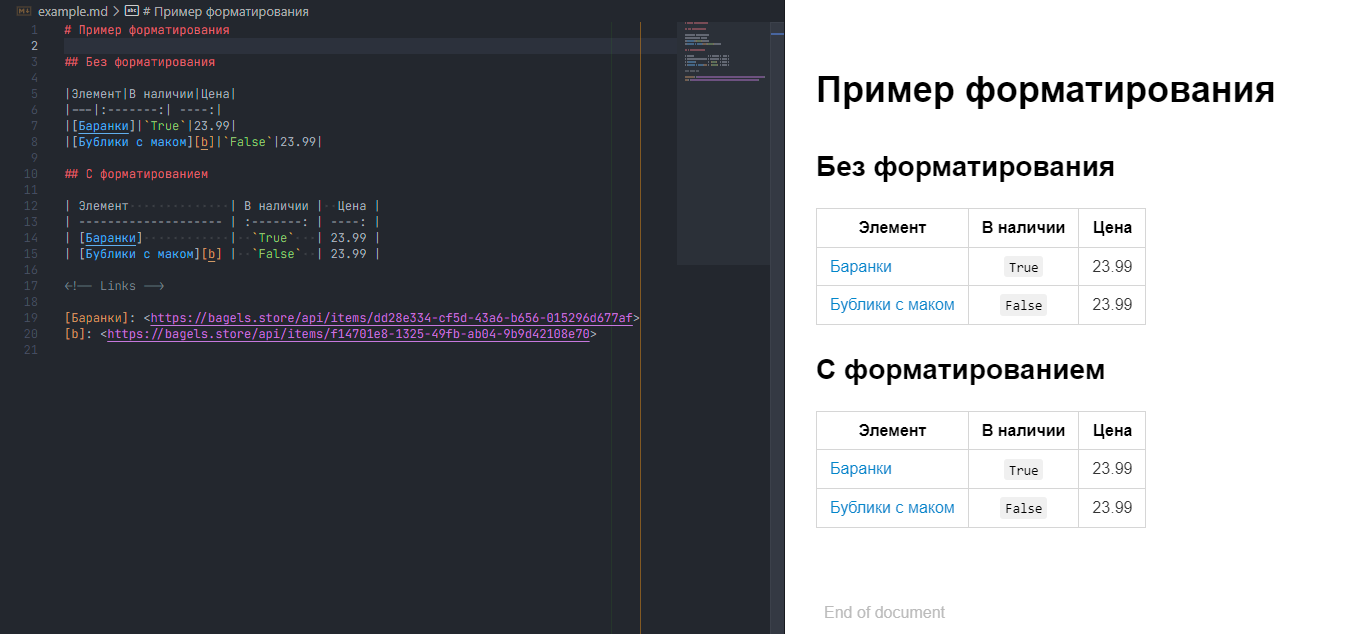 example.md > # Пример форматирования
1 # Пример форматирования
2
3 ## Без форматирования
4
5 |Элемент|В наличии|Цена|
6 |---|:-------:| ----:|
7 |[Баранки]|`True`|23.99|
8 |[Бублики с маком][b]|`False`|23.99|
9
10 ## С форматированием
11
12 | Элемент·············· | В наличии |··Цена |
13 | -------------------- | :-------: | ----: |
14 | [Баранки]············ |··`True`···| 23.99 |
15 | [Бублики с маком][b] |··`False`··| 23.99 |
16
17 <!-- Links -->
18
19 [Баранки]: <https://bagels.store/api/items/dd28e334-cf5d-43a6-b656-015296d677af>
20 [b]: <https://bagels.store/api/items/f14701e8-1325-49fb-ab04-9b9d42108e70>
21
Пример форматирования
Без форматирования
Элемент В наличии Цена
Баранки True 23.99
Бублики с маком False 23.99
С форматированием
Элемент В наличии Цена
Баранки True 23.99
Бублики с маком False 23.99
End of document